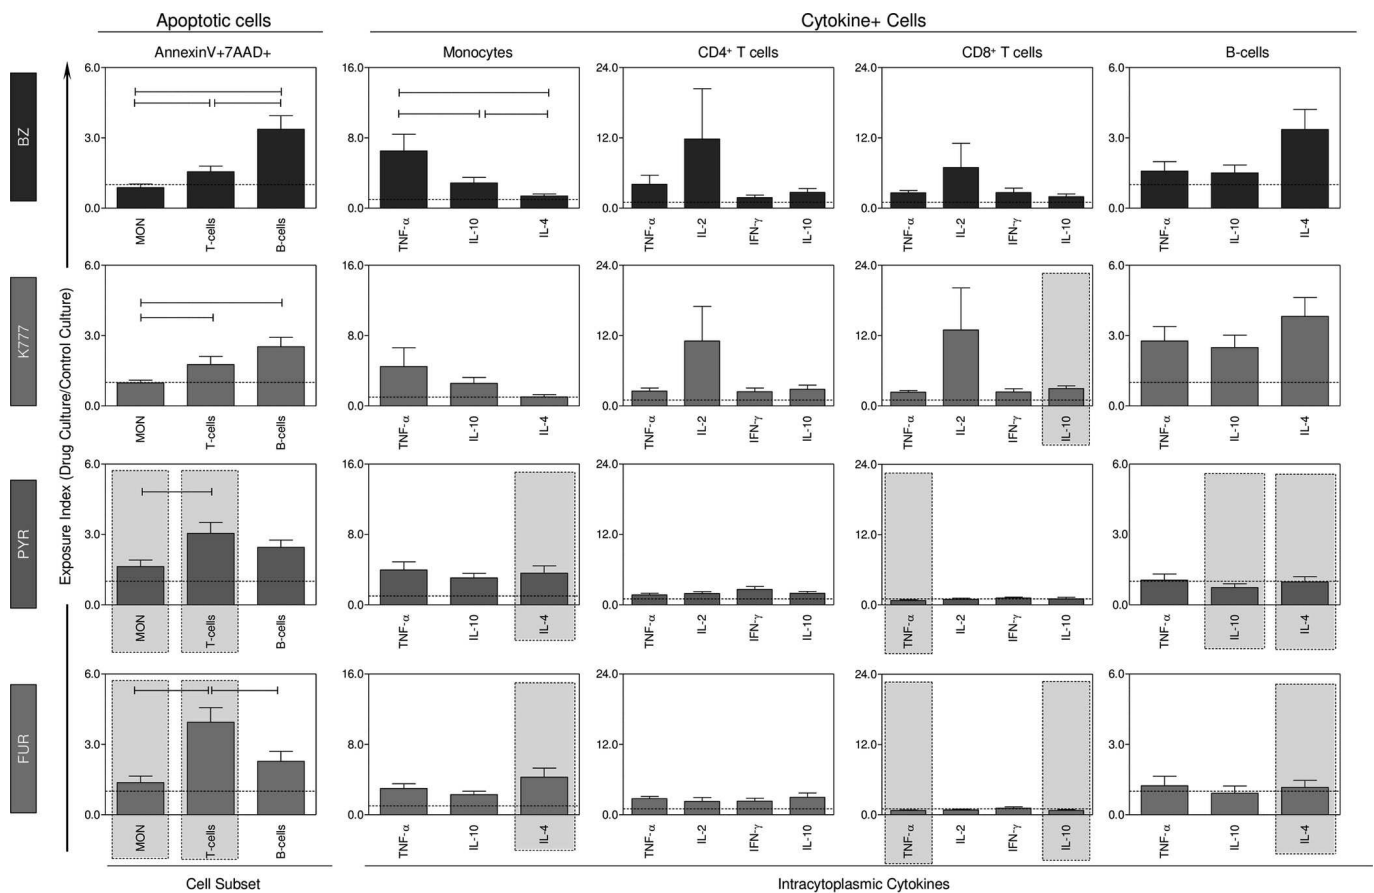 Apoptotic cells
Cytokine+ Cells
AnnexinV+7AAD+
Monocytes
CD4+ T cells
CD8+ T cells
B-cells
Exposure Index (Drug Culture/Control Culture)
BZ
6.0 3.0 0.0 MON T-cells B-cells
16.0 8.0 0.0 TNF-α IL-10 IL-4
24.0 12.0 0.0 TNF-α IL-2 IFN-γ IL-10
24.0 12.0 0.0 TNF-α IL-2 IFN-γ IL-10
6.0 3.0 0.0 TNF-α IL-10 IL-4
K777
6.0 3.0 0.0 MON T-cells B-cells
16.0 8.0 0.0 TNF-α IL-10 IL-4
24.0 12.0 0.0 TNF-α IL-2 IFN-γ IL-10
24.0 12.0 0.0 TNF-α IL-2 IFN-γ IL-10
6.0 3.0 0.0 TNF-α IL-10 IL-4
PYR
6.0 3.0 0.0 MON T-cells B-cells
16.0 8.0 0.0 TNF-α IL-10 IL-4
24.0 12.0 0.0 TNF-α IL-2 IFN-γ IL-10
24.0 12.0 0.0 TNF-α IL-2 IFN-γ IL-10
6.0 3.0 0.0 TNF-α IL-10 IL-4
FUR
6.0 3.0 0.0 MON T-cells B-cells
16.0 8.0 0.0 TNF-α IL-10 IL-4
24.0 12.0 0.0 TNF-α IL-2 IFN-γ IL-10
24.0 12.0 0.0 TNF-α IL-2 IFN-γ IL-10
6.0 3.0 0.0 TNF-α IL-10 IL-4
Cell Subset
Intracytoplasmic Cytokines